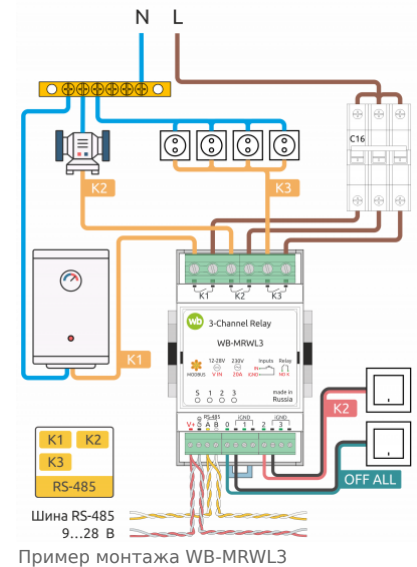 N L
C16
K2
K3
K1 K2 K3
wb 3-Channel Relay
WB-MRWL3
12-28V 230V Inputs Relay
MODBUS V IN 20A
S 1 2 3 made in
Russia
K1
RS-485 iGND iGND
V+ A B 0 1 2 3
K2
OFF ALL
K1 K2
K3
RS-485
Шина RS-485
9...28 В
Пример монтажа WB-MRWL3